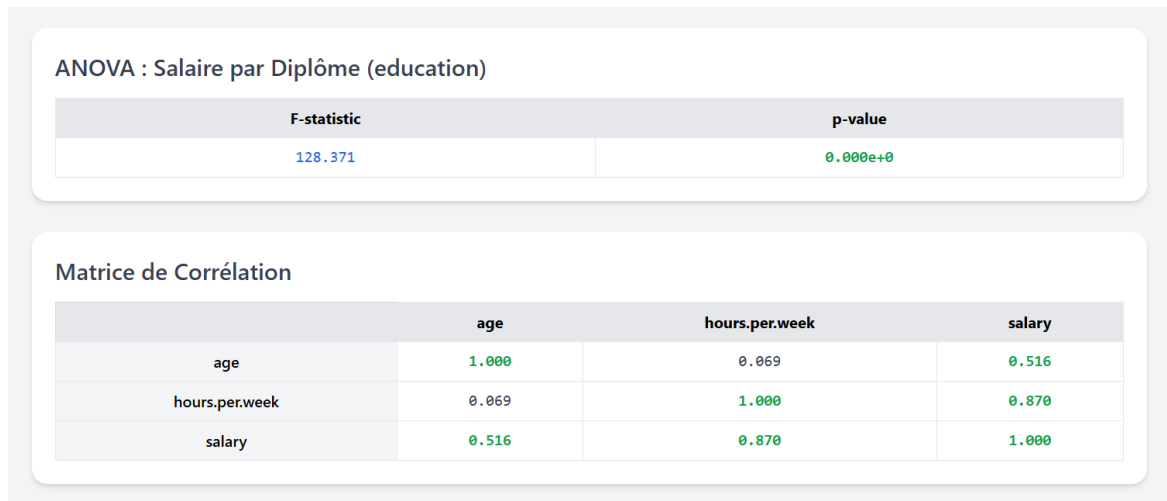 ANOVA : Salaire par Diplôme (education)
F-statistic p-value
128.371 0.000e+0
Matrice de Corrélation
age hours.per.week salary
age 1.000 0.069 0.516
hours.per.week 0.069 1.000 0.870
salary 0.516 0.870 1.000